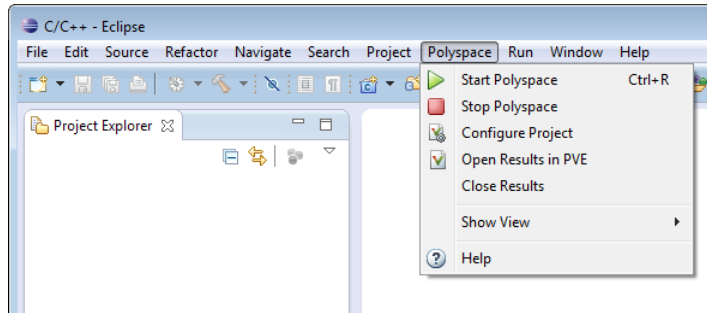 C/C++ - Eclipse
File Edit Source Refactor Navigate Search Project Polyspace Run Window Help
Start Polyspace Ctrl+R
Stop Polyspace
Project Explorer
Configure Project
Open Results in PVE
Close Results
Show View
Help